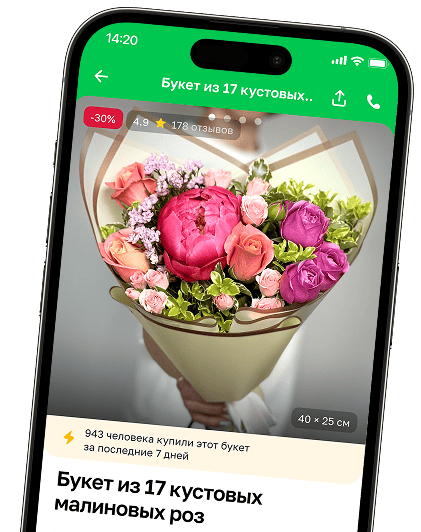 14:20
Букет из 17 кустовых..
-30%
4.9 178 отзывов
40 × 25 см
943 человека купили этот букет
за последние 7 дней
Букет из 17 кустовых
малиновых роз